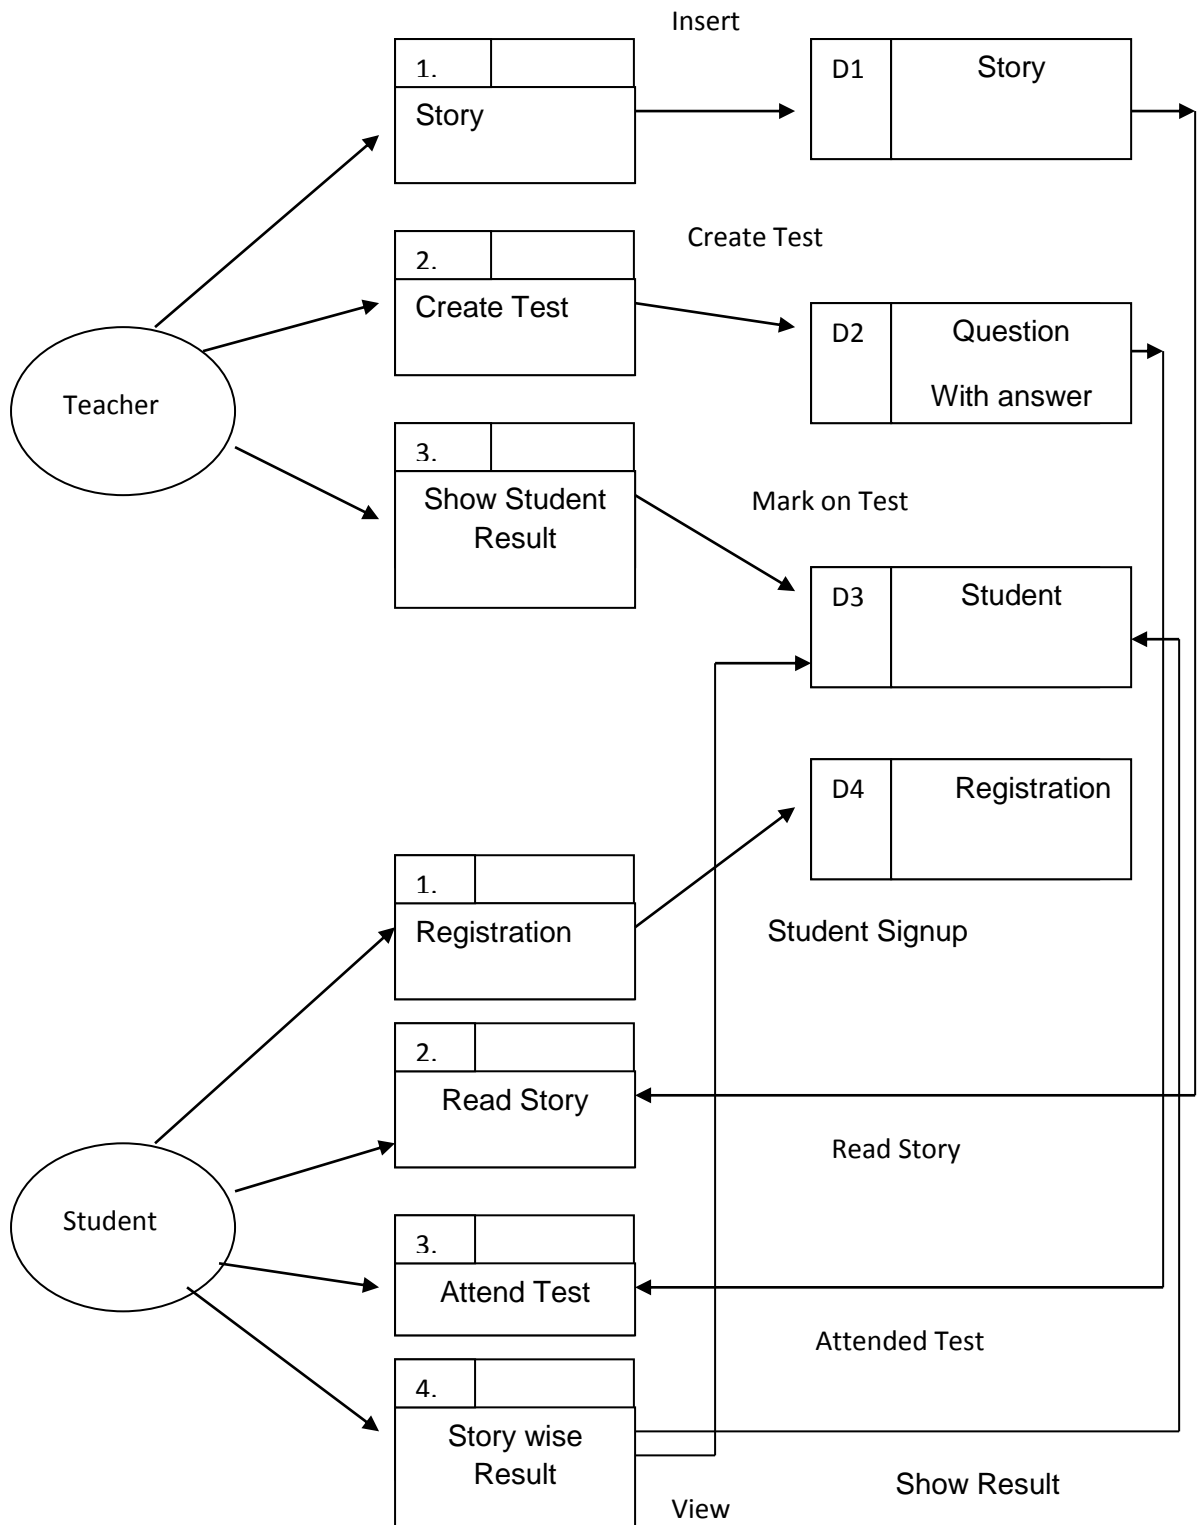 Insert
1.
Story
D1
Story
Create Test
2.
Create Test
D2
Question
With answer
Teacher
3.
Show Student
Result
Mark on Test
D3
Student
D4
Registration
1.
Registration
Student Signup
2.
Read Story
Read Story
Student
3.
Attend Test
Attended Test
4.
Story wise
Result
Show Result
View